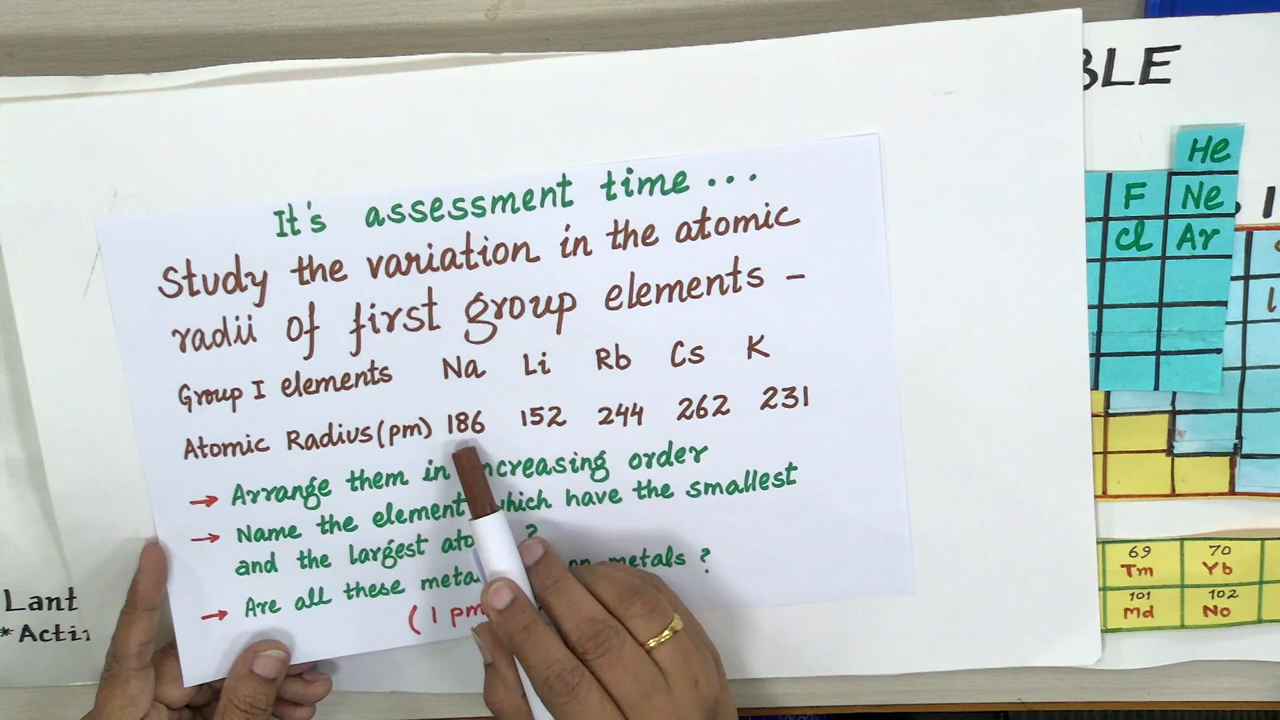 It's assessment time...
Study the variation in the atomic
radii of first group elements -
Group I elements Na Li Rb Cs K
Atomic Radius(pm) 186 152 244 262 231
→ Arrange them in increasing order
→ Name the element which have the smallest
and the largest ?
→ Are all these metals ?
(1 pm
BLE
He
F Ne
Cl Ar
69 70
Tm Yb
101 102
Md No
Lant